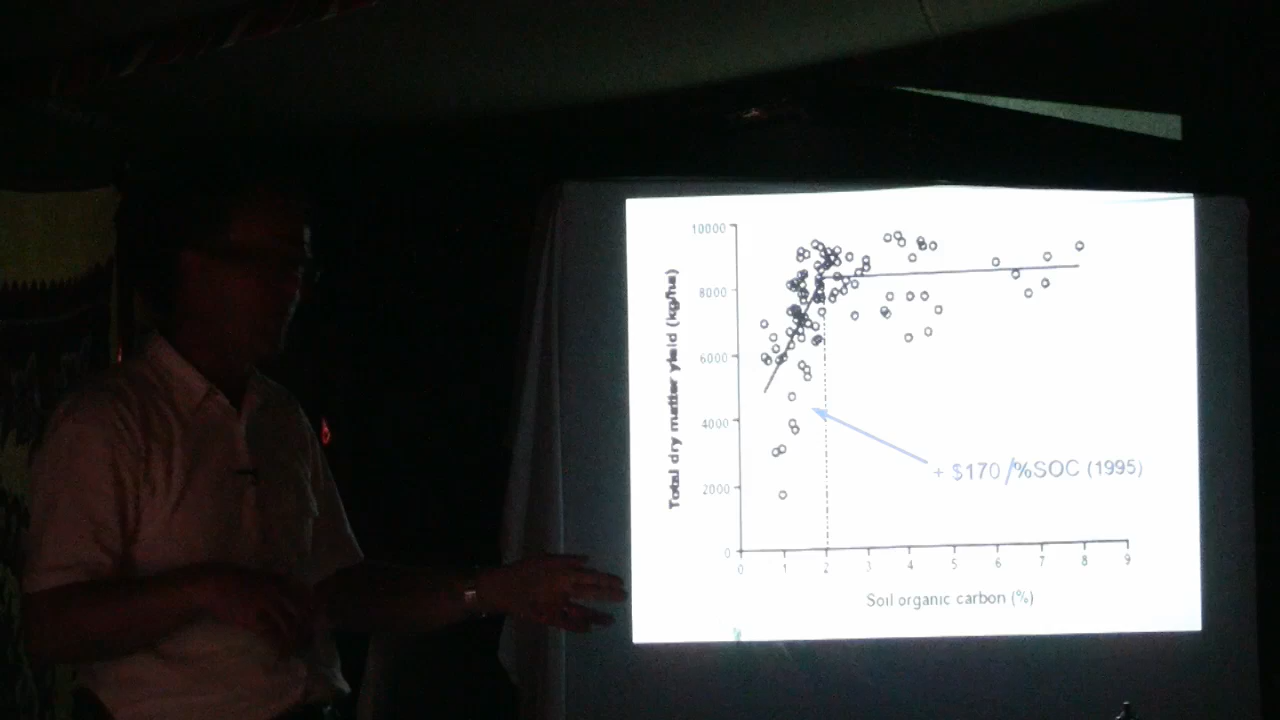 10000
8000
6000
4000
2000
0
Total dry matter yield (kg/ha)
+ $170 /%SOC (1995)
0 1 2 3 4 5 6 7 8 9
Soil organic carbon (%)